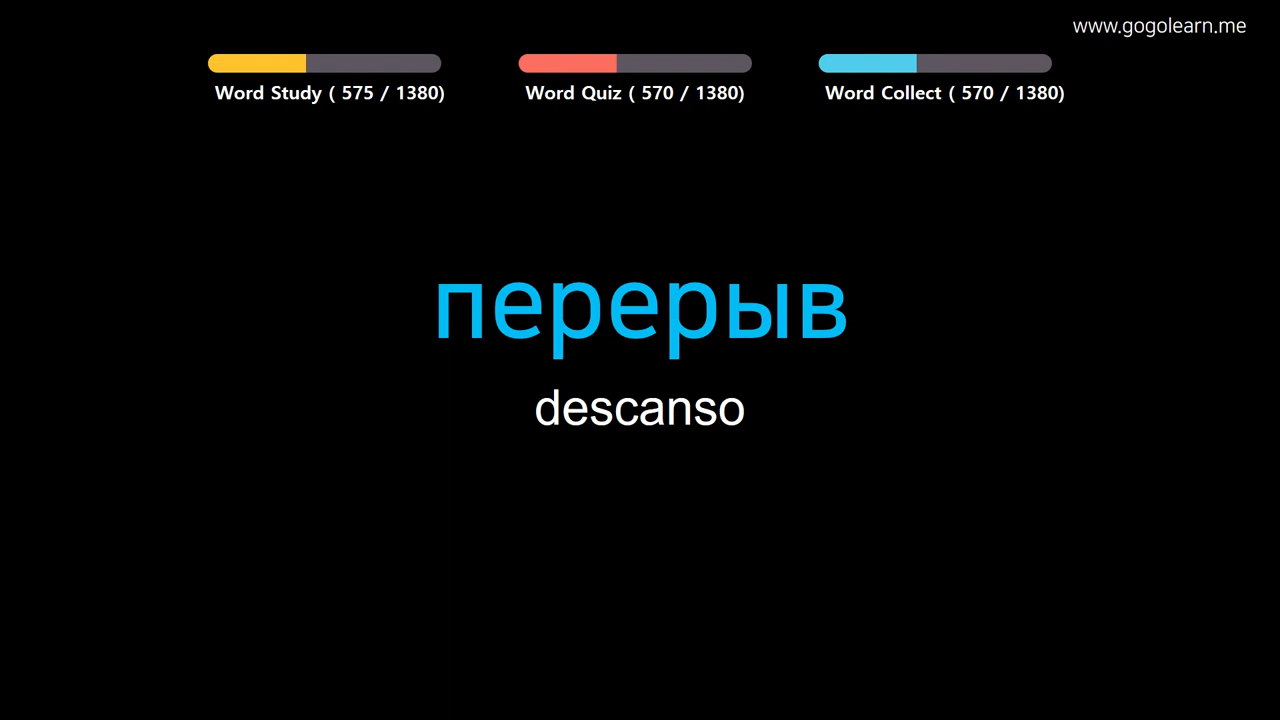 www.gogolearn.me
Word Study ( 575 / 1380)
Word Quiz ( 570 / 1380)
Word Collect ( 570 / 1380)
перерыв
descanso